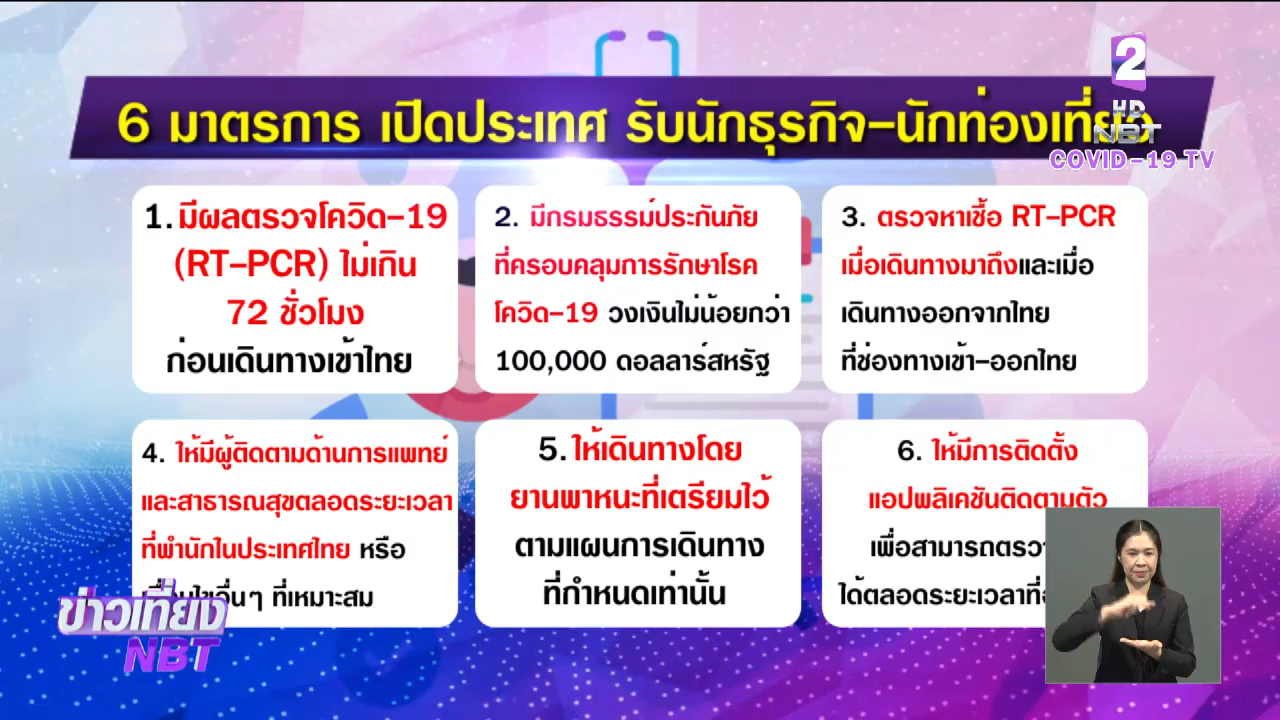 2
HD
NBT
COVID-19 TV
6 มาตรการ เปิดประเทศ รับนักธุรกิจ-นักท่องเที่ยว
1. มีผลตรวจโควิด-19
(RT-PCR) ไม่เกิน
72 ชั่วโมง
ก่อนเดินทางเข้าไทย
2. มีกรมธรรม์ประกันภัย
ที่ครอบคลุมการรักษาโรค
โควิด-19 วงเงินไม่น้อยกว่า
100,000 ดอลลาร์สหรัฐ
3. ตรวจหาเชื้อ RT-PCR
เมื่อเดินทางมาถึงและเมื่อ
เดินทางออกจากไทย
ที่ช่องทางเข้า-ออกไทย
4. ให้มีผู้ติดตามด้านการแพทย์
และสาธารณสุขตลอดระยะเวลา
ที่พำนักในประเทศไทย หรือ
อื่นๆ ที่เหมาะสม
5. ให้เดินทางโดย
ยานพาหนะที่เตรียมไว้
ตามแผนการเดินทาง
ที่กำหนดเท่านั้น
6. ให้มีการติดตั้ง
แอปพลิเคชันติดตามตัว
เพื่อสามารถ
ได้ตลอดระยะเวลาที่
ข่าวเที่ยง
NBT